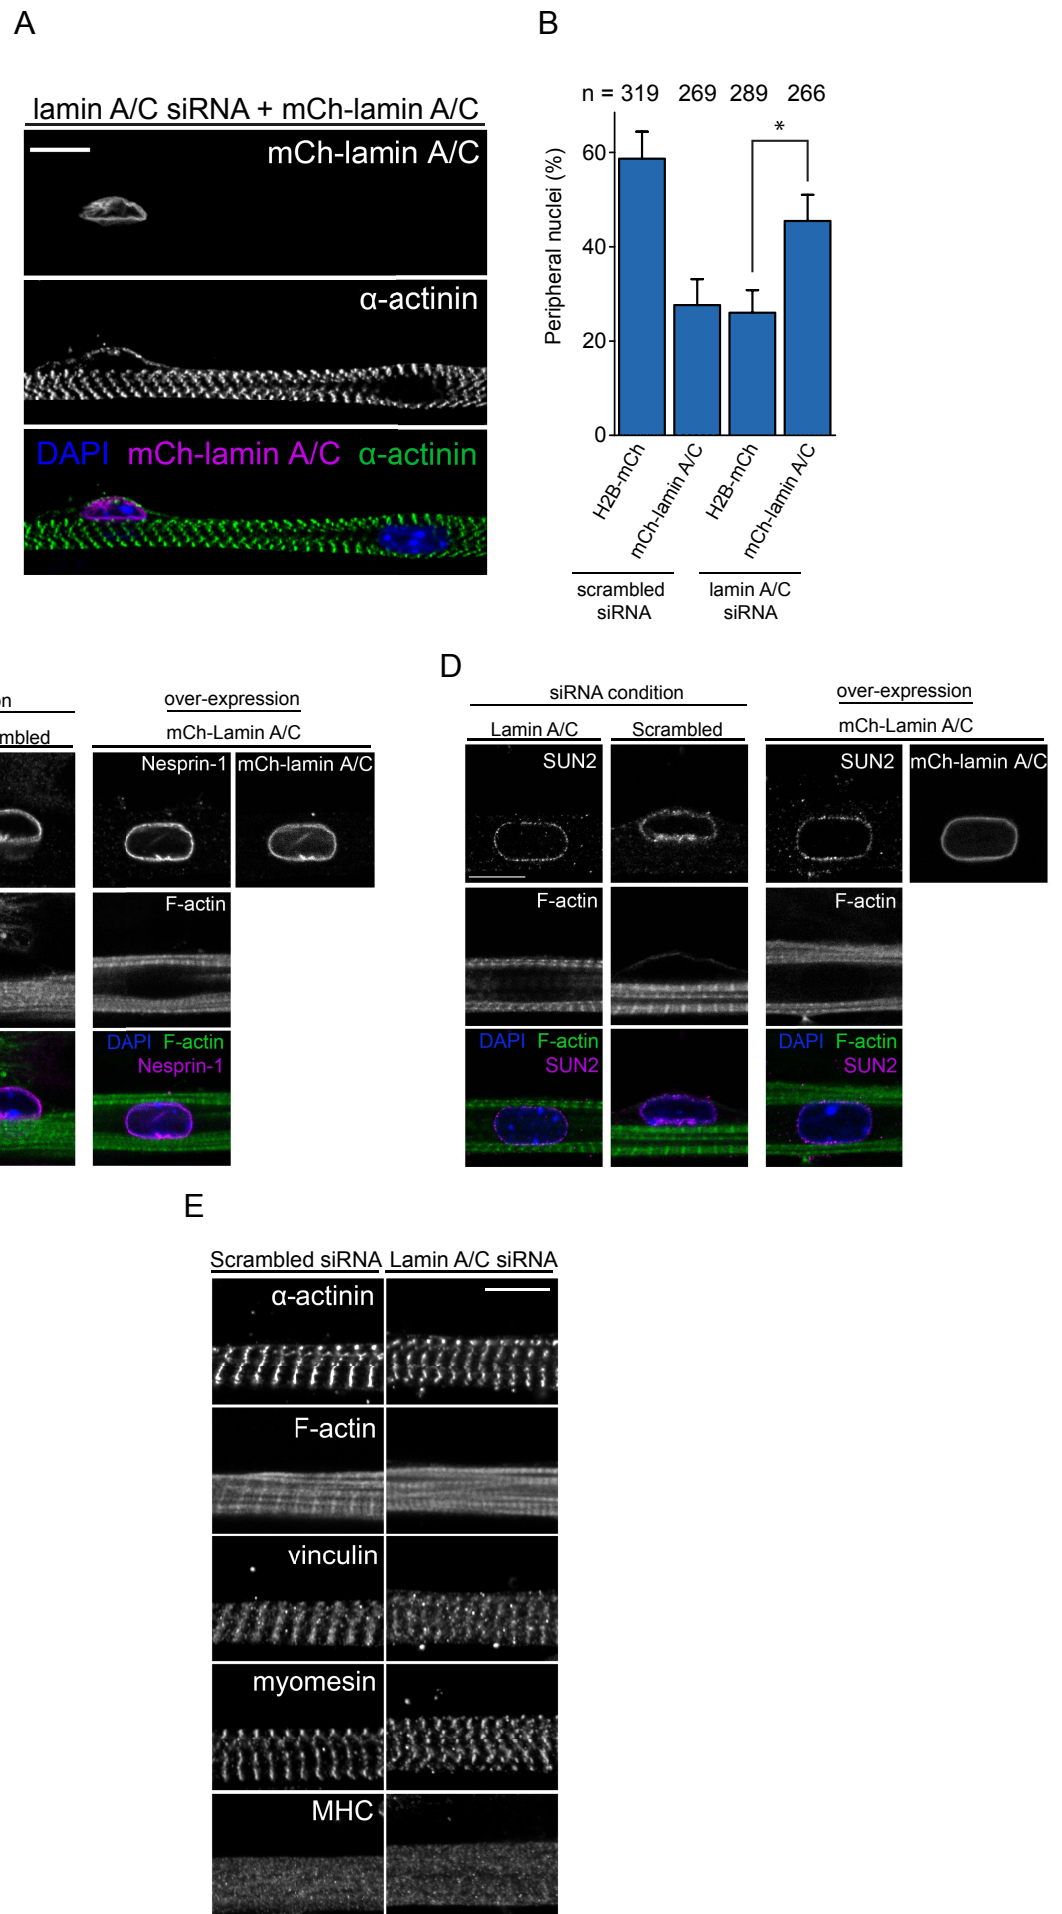 A
lamin A/C siRNA + mCh-lamin A/C
mCh-lamin A/C
α-actinin
DAPI mCh-lamin A/C α-actinin
B
n = 319 269 289 266
*
Peripheral nuclei (%)
60
40
20
0
H2B-mCh
mCh-lamin A/C
H2B-mCh
mCh-lamin A/C
scrambled
siRNA
lamin A/C
siRNA
on
mbled
over-expression
mCh-Lamin A/C
Nesprin-1
mCh-lamin A/C
F-actin
DAPI F-actin
Nesprin-1
D
siRNA condition
Lamin A/C
Scrambled
over-expression
mCh-Lamin A/C
SUN2
SUN2
mCh-lamin A/C
F-actin
F-actin
DAPI F-actin
SUN2
DAPI F-actin
SUN2
E
Scrambled siRNA
Lamin A/C siRNA
α-actinin
F-actin
vinculin
myomesin
MHC